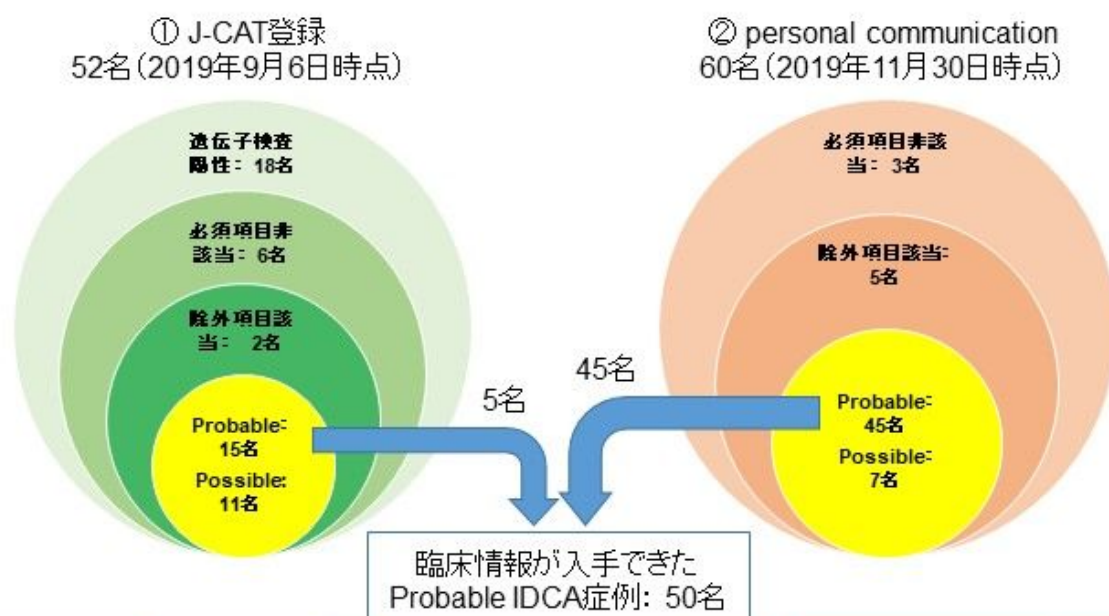 ① J-CAT登録
52名(2019年9月6日時点)
遺伝子検査
陽性: 18名
必須項目非
該当: 6名
除外項目該
当: 2名
Probable:
15名
Possible:
11名
5名
② personal communication
60名(2019年11月30日時点)
必須項目非該
当: 3名
除外項目該当:
5名
Probable:
45名
Possible:
7名
45名
臨床情報が入手できた
Probable IDCA症例: 50名